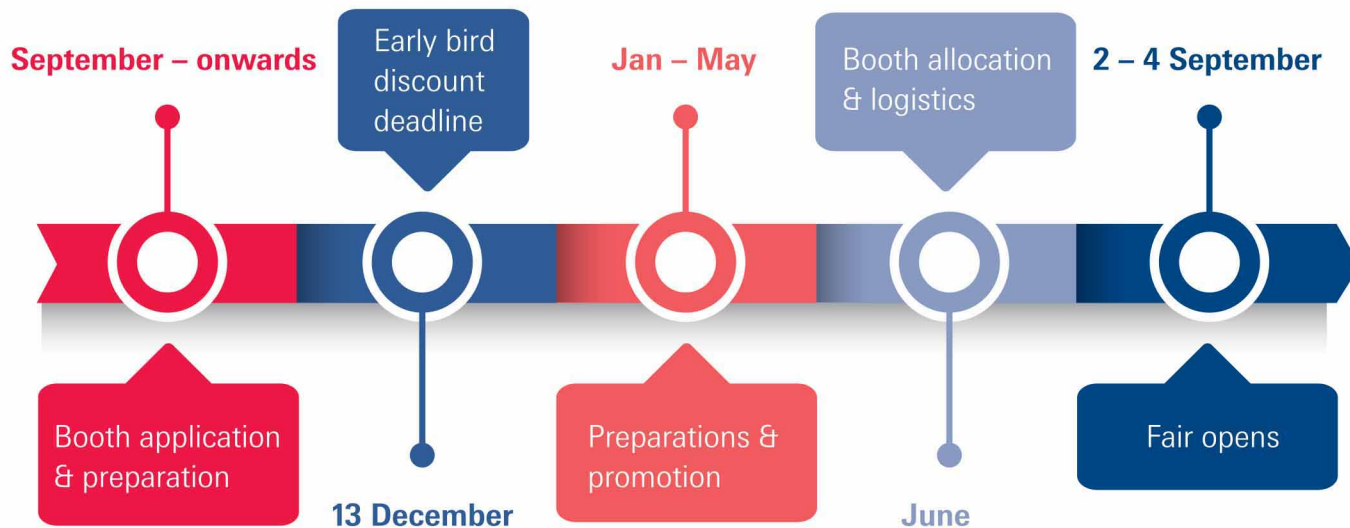 September – onwards
Booth application
& preparation
Early bird
discount
deadline
13 December
Jan – May
Preparations &
promotion
Booth allocation
& logistics
June
2 – 4 September
Fair opens